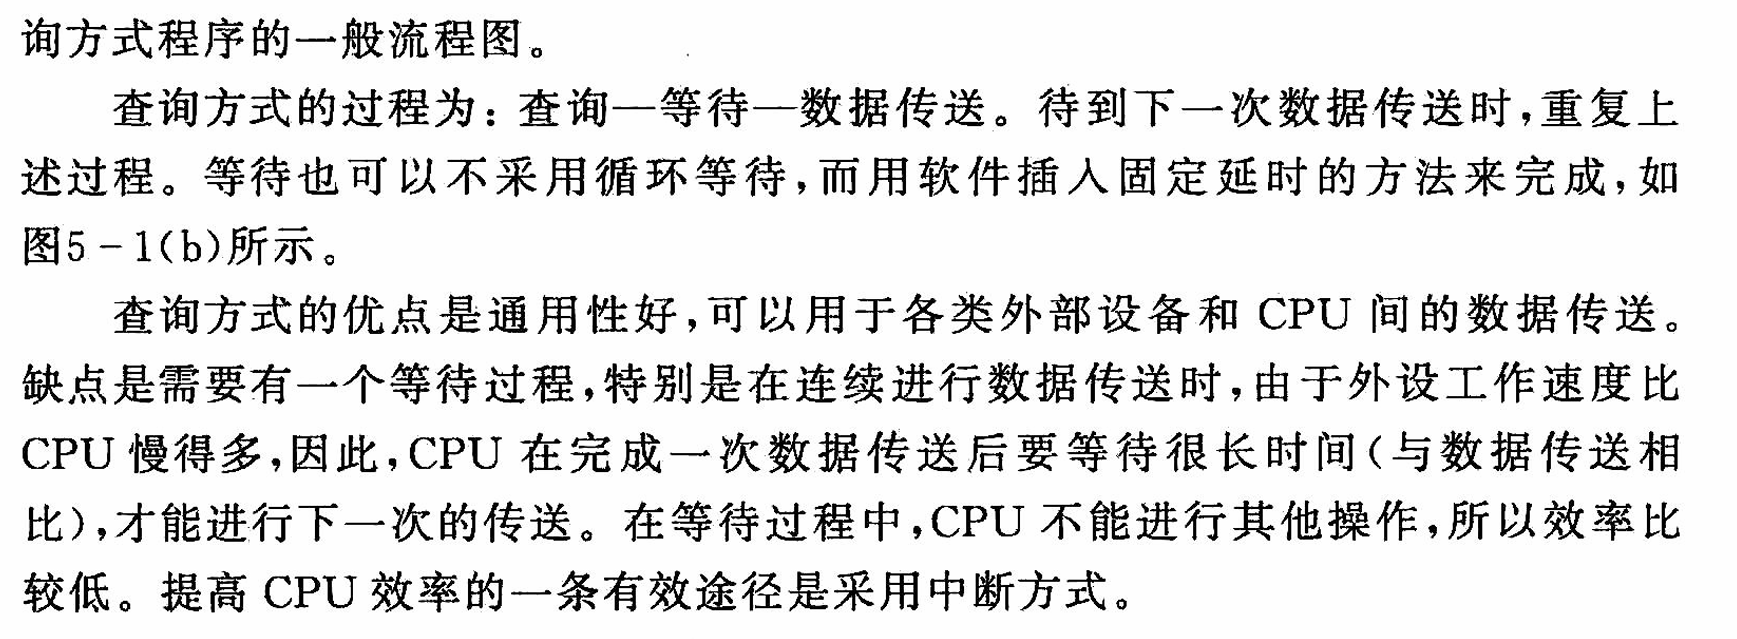 询方式程序的一般流程图。
查询方式的过程为：查询—等待—数据传送。待到下一次数据传送时,重复上
述过程。等待也可以不采用循环等待,而用软件插入固定延时的方法来完成,如
图5-1(b)所示。
查询方式的优点是通用性好,可以用于各类外部设备和 CPU 间的数据传送。
缺点是需要有一个等待过程,特别是在连续进行数据传送时,由于外设工作速度比
CPU 慢得多,因此,CPU 在完成一次数据传送后要等待很长时间(与数据传送相
比),才能进行下一次的传送。在等待过程中,CPU 不能进行其他操作,所以效率比
较低。提高 CPU 效率的一条有效途径是采用中断方式。